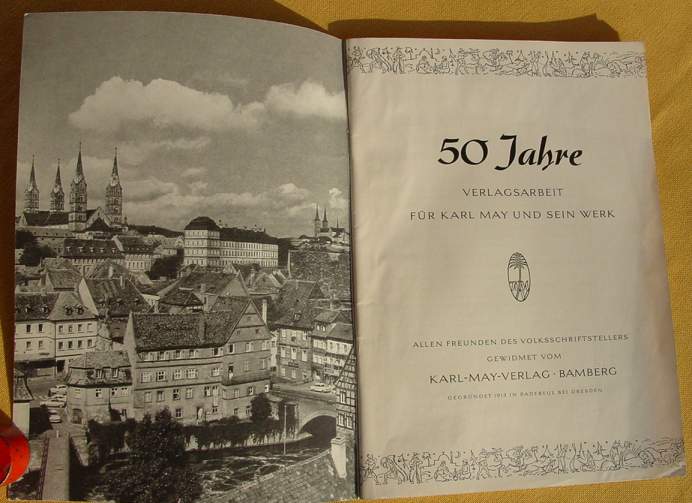 50 Jahre
VERLAGSARBEIT
FÜR KARL MAY UND SEIN WERK
ALLEN FREUNDEN DES VOLKSSCHRIFTSTELLERS
GEWIDMET VOM
KARL-MAY-VERLAG · BAMBERG
GEGRÜNDET 1913 IN RADEBEUL BEI DRESDEN